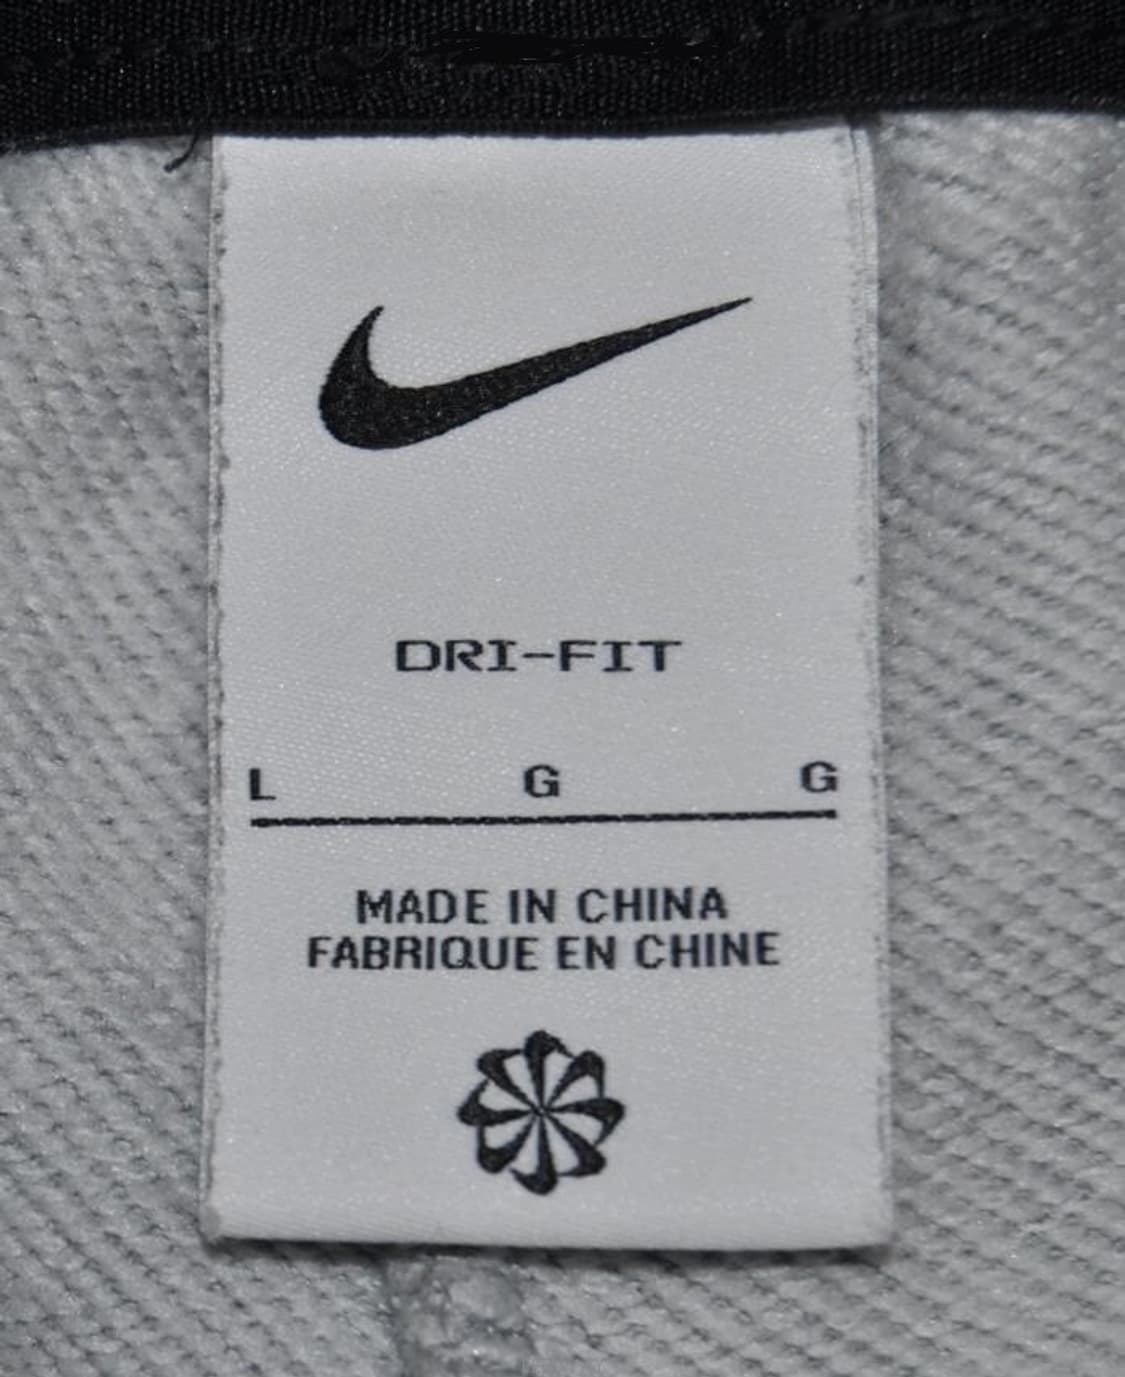 DRI-FIT
L G G
MADE IN CHINA
FABRIQUE EN CHINE